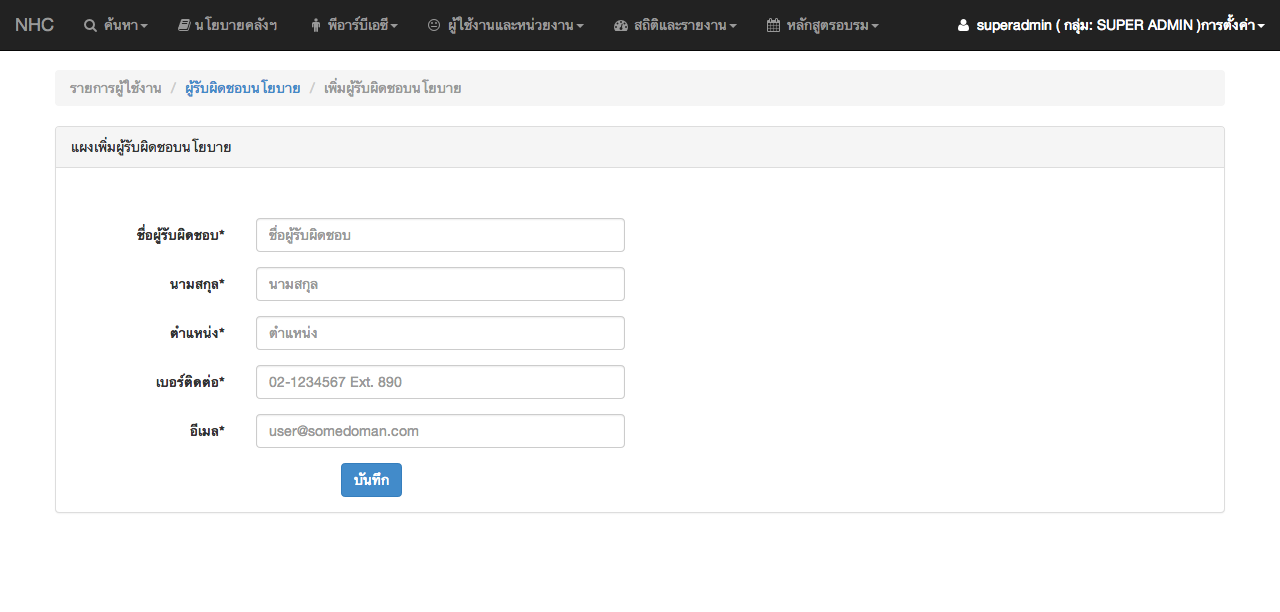 NHC ค้นหา นโยบายคลังฯ พีอาร์บีเอซี ผู้ใช้งานและหน่วยงาน สถิติและรายงาน หลักสูตรอบรม superadmin ( กลุ่ม: SUPER ADMIN )การตั้งค่า
รายการผู้ใช้งาน / ผู้รับผิดชอบนโยบาย / เพิ่มผู้รับผิดชอบนโยบาย
แผงเพิ่มผู้รับผิดชอบนโยบาย
ชื่อผู้รับผิดชอบ* ชื่อผู้รับผิดชอบ
นามสกุล* นามสกุล
ตำแหน่ง* ตำแหน่ง
เบอร์ติดต่อ* 02-1234567 Ext. 890
อีเมล* user@somedoman.com
บันทึก